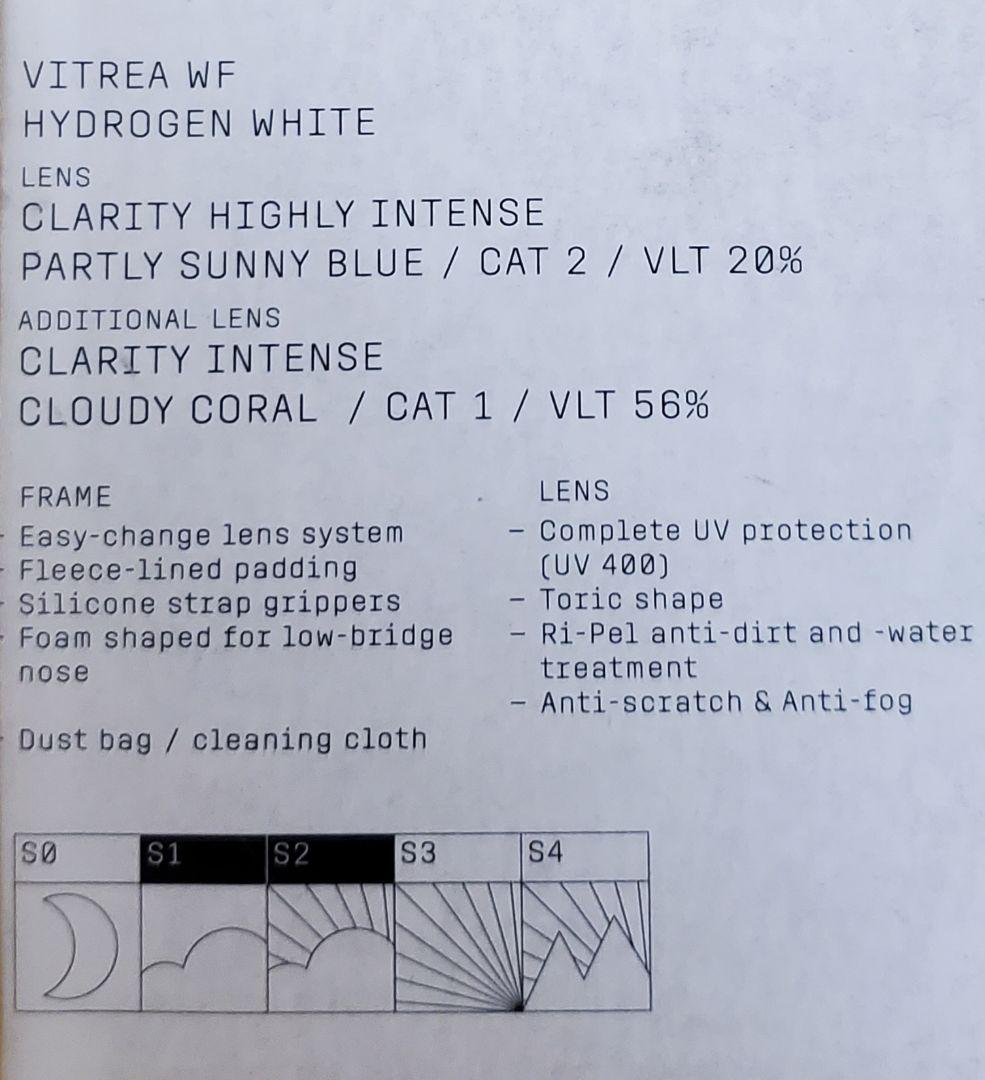 VITREA WF
HYDROGEN WHITE
LENS
CLARITY HIGHLY INTENSE
PARTLY SUNNY BLUE / CAT 2 / VLT 20%
ADDITIONAL LENS
CLARITY INTENSE
CLOUDY CORAL / CAT 1 / VLT 56%
FRAME
- Easy-change lens system
- Fleece-lined padding
- Silicone strap grippers
- Foam shaped for low-bridge
nose
- Dust bag / cleaning cloth
LENS
– Complete UV protection
(UV 400)
– Toric shape
– Ri-Pel anti-dirt and -water
treatment
– Anti-scratch & Anti-fog
S0 S1 S2 S3 S4